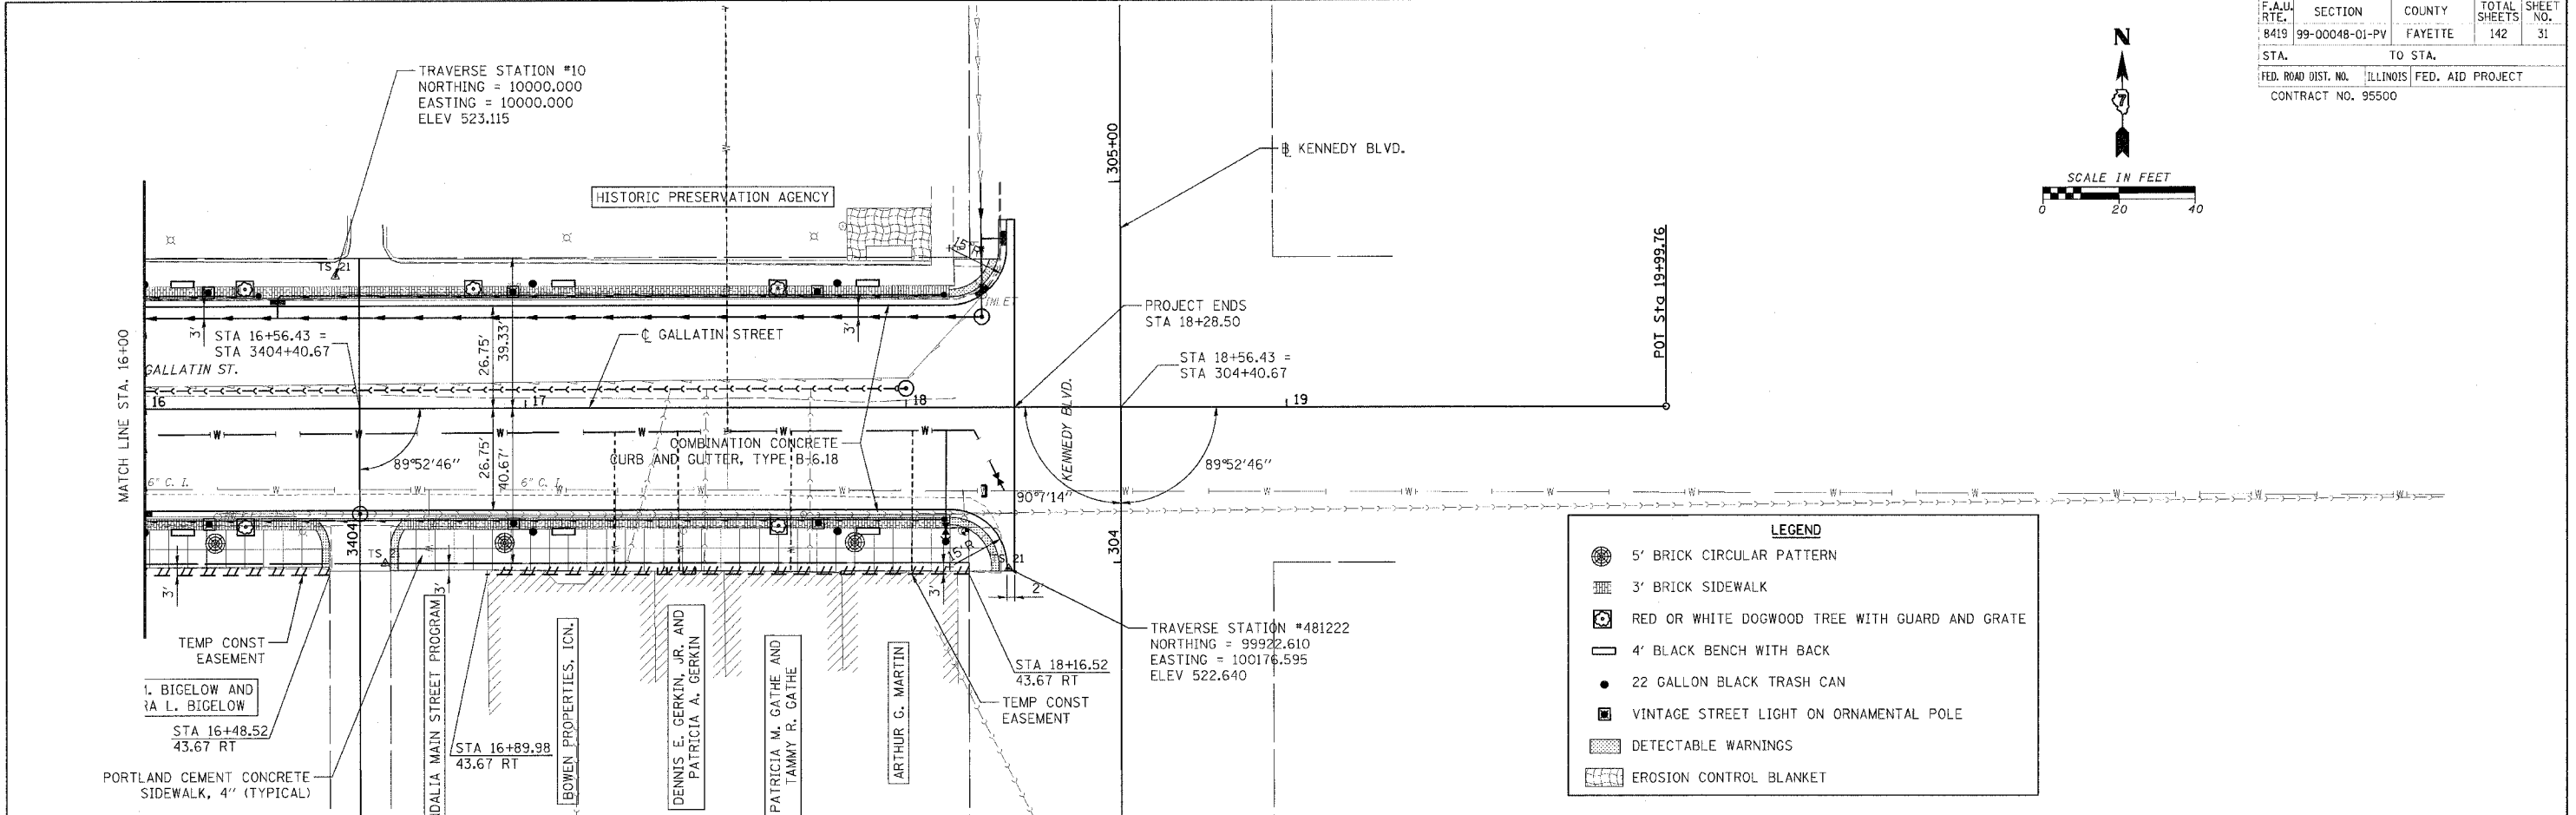 F.A.U. RTE. SECTION COUNTY TOTAL SHEETS SHEET NO.
8419 99-00048-01-PV FAYETTE 142 31
STA. TO STA.
FED. ROAD DIST. NO. ILLINOIS FED. AID PROJECT
CONTRACT NO. 95500
N
7
SCALE IN FEET
0 20 40
TRAVERSE STATION #10
NORTHING = 10000.000
EASTING = 10000.000
ELEV 523.115
HISTORIC PRESERVATION AGENCY
305+00
℄ KENNEDY BLVD.
15' R
TS 21
INLET
PROJECT ENDS
STA 18+28.50
POT Sta 19+99.76
MATCH LINE STA. 16+00
3'
STA 16+56.43 =
STA 3404+40.67
26.75'
39.33'
℄ GALLATIN STREET
3'
STA 18+56.43 =
STA 304+40.67
GALLATIN ST.
KENNEDY BLVD.
16 17 18 19
W W W W W W
COMBINATION CONCRETE
CURB AND GUTTER, TYPE B-6.18
89°52'46"
26.75'
40.67'
89°52'46"
90°7'14"
6" C. I. W W 6" C. I. W W W W W W W W W W W W W
3404
TS
304
15' R
21
3'
3'
3'
2'
TEMP CONST
EASEMENT
BIGELOW AND
RA L. BIGELOW
STA 16+48.52
43.67 RT
PORTLAND CEMENT CONCRETE
SIDEWALK, 4" (TYPICAL)
DALIA MAIN STREET PROGRAM
STA 16+89.98
43.67 RT
BOWEN PROPERTIES, ICN.
DENNIS E. GERKIN, JR. AND
PATRICIA A. GERKIN
PATRICIA M. GATHE AND
TAMMY R. GATHE
ARTHUR G. MARTIN
STA 18+16.52
43.67 RT
TEMP CONST
EASEMENT
TRAVERSE STATION #481222
NORTHING = 99922.610
EASTING = 100176.595
ELEV 522.640
LEGEND
5' BRICK CIRCULAR PATTERN
3' BRICK SIDEWALK
RED OR WHITE DOGWOOD TREE WITH GUARD AND GRATE
4' BLACK BENCH WITH BACK
22 GALLON BLACK TRASH CAN
VINTAGE STREET LIGHT ON ORNAMENTAL POLE
DETECTABLE WARNINGS
EROSION CONTROL BLANKET